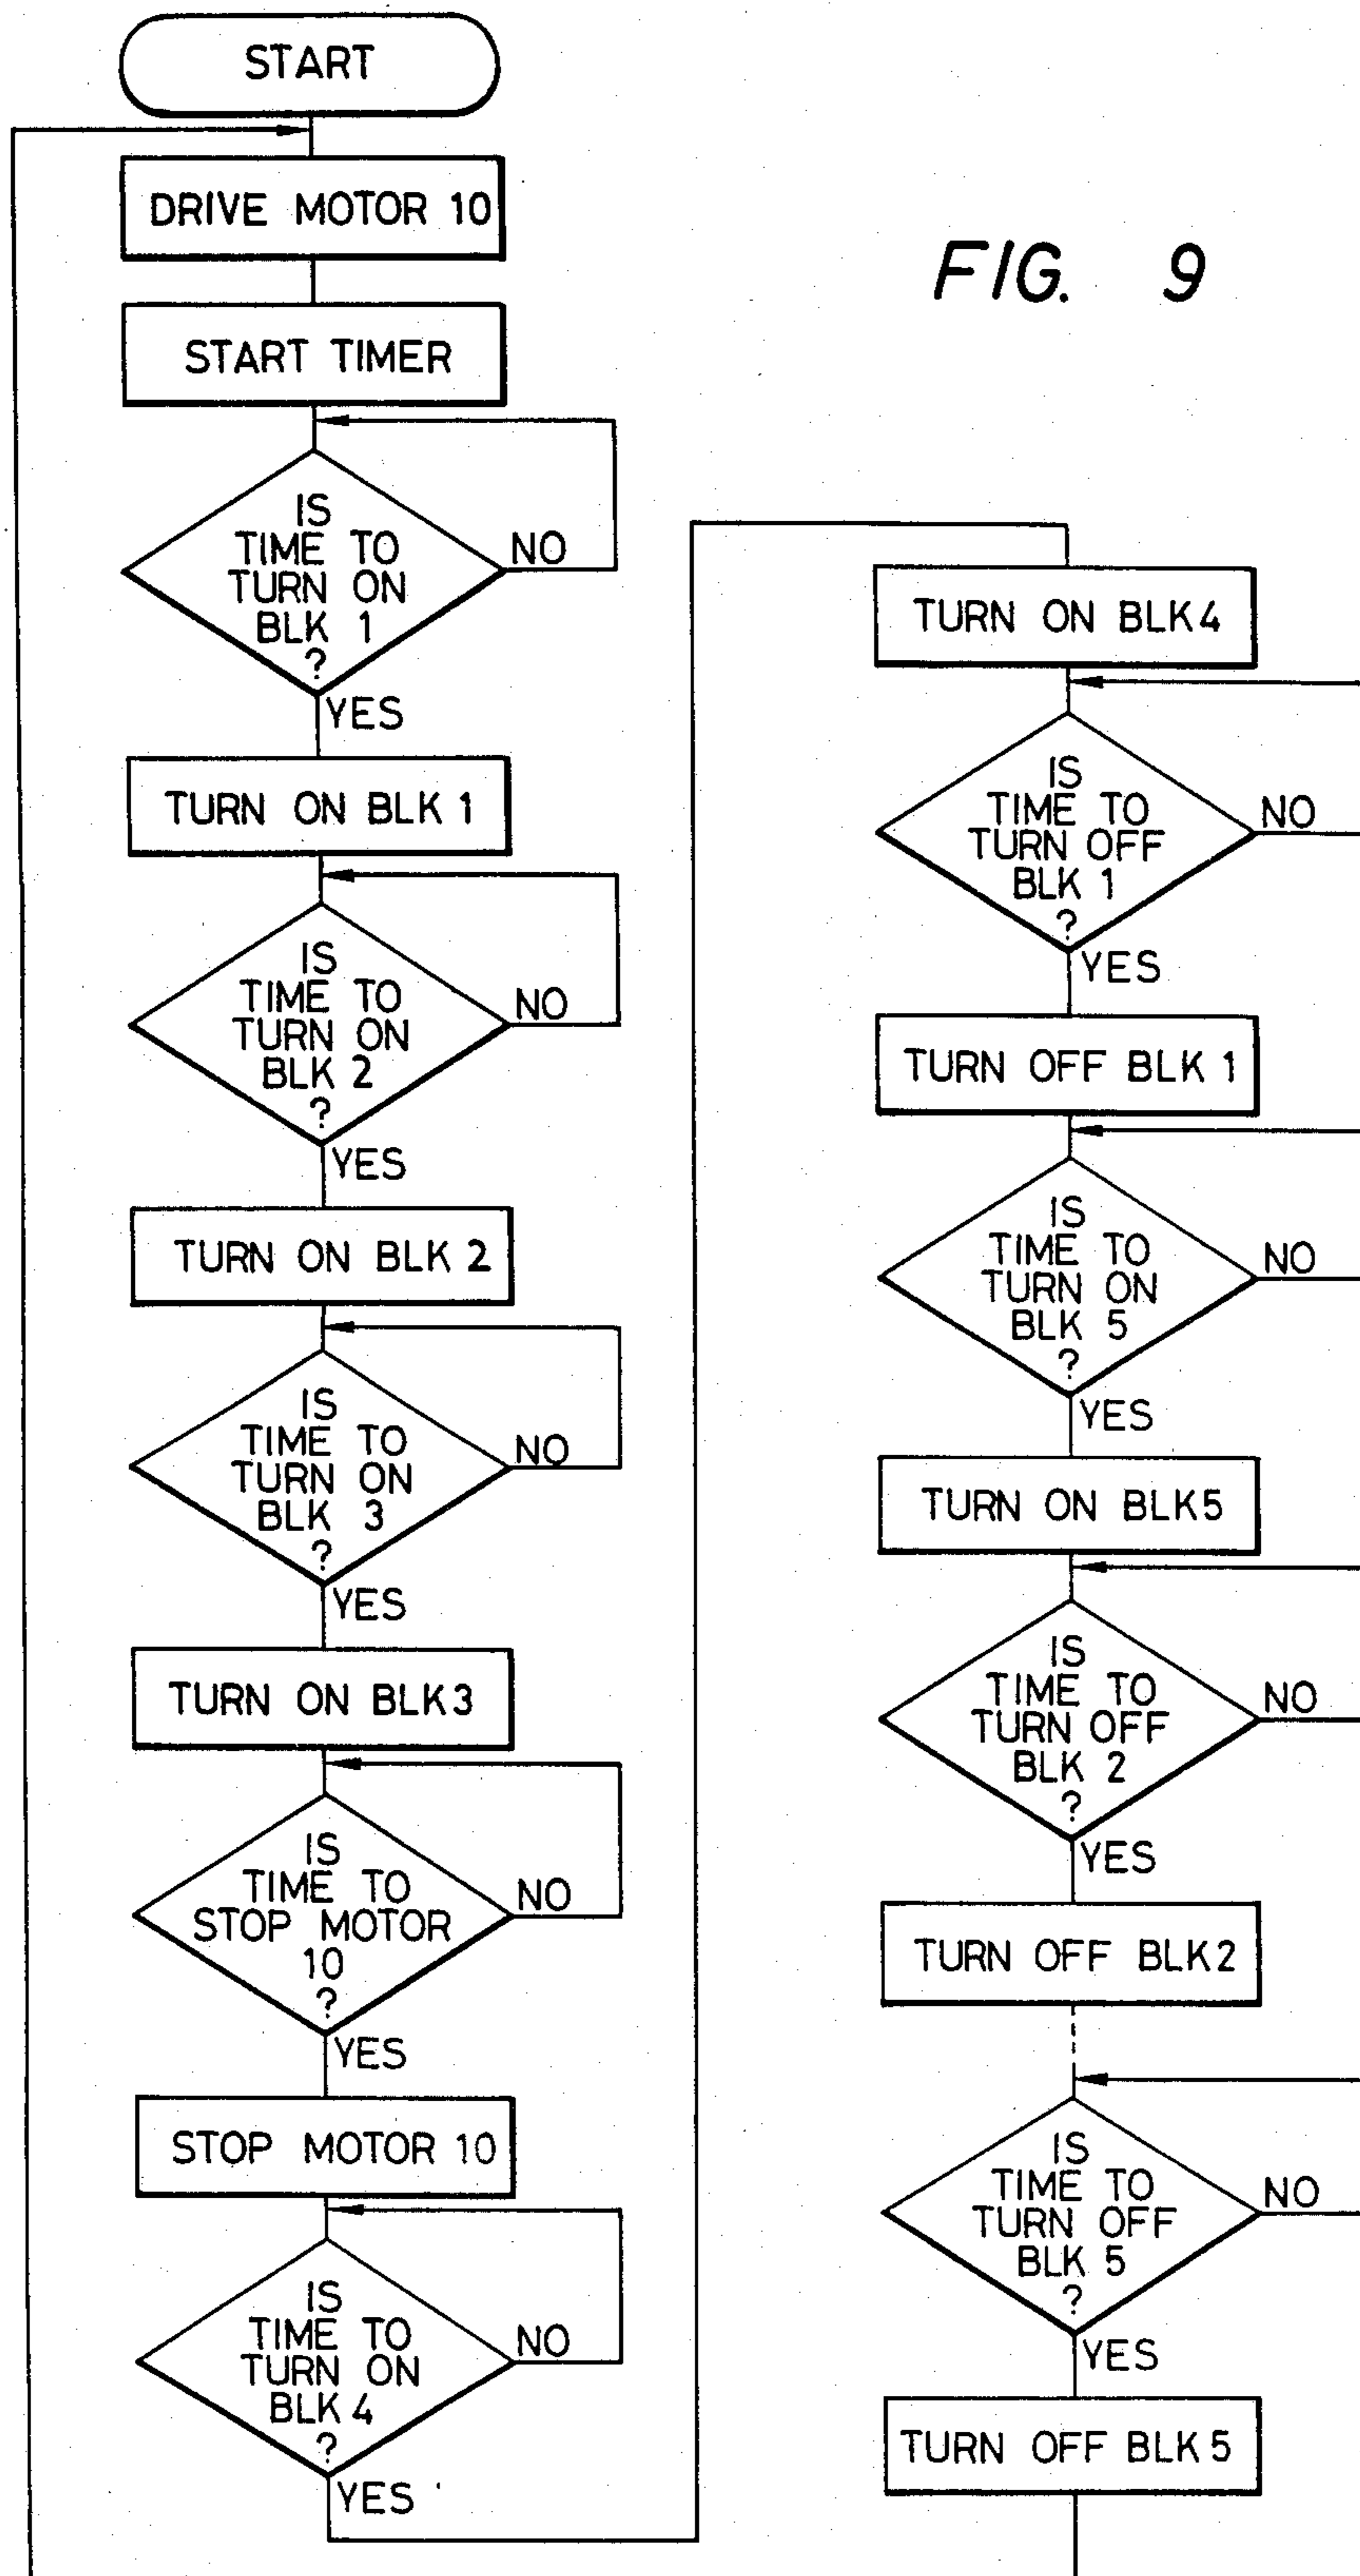 START
DRIVE MOTOR 10
START TIMER
IS
TIME TO
TURN ON
BLK 1
?
NO
YES
TURN ON BLK 1
IS
TIME TO
TURN ON
BLK 2
?
NO
YES
TURN ON BLK 2
IS
TIME TO
TURN ON
BLK 3
?
NO
YES
TURN ON BLK3
IS
TIME TO
STOP MOTOR
10
?
NO
YES
STOP MOTOR 10
IS
TIME TO
TURN ON
BLK 4
?
NO
YES
FIG. 9
TURN ON BLK4
IS
TIME TO
TURN OFF
BLK 1
?
NO
YES
TURN OFF BLK 1
IS
TIME TO
TURN ON
BLK 5
?
NO
YES
TURN ON BLK5
IS
TIME TO
TURN OFF
BLK 2
?
NO
YES
TURN OFF BLK2
IS
TIME TO
TURN OFF
BLK 5
?
NO
YES
TURN OFF BLK 5